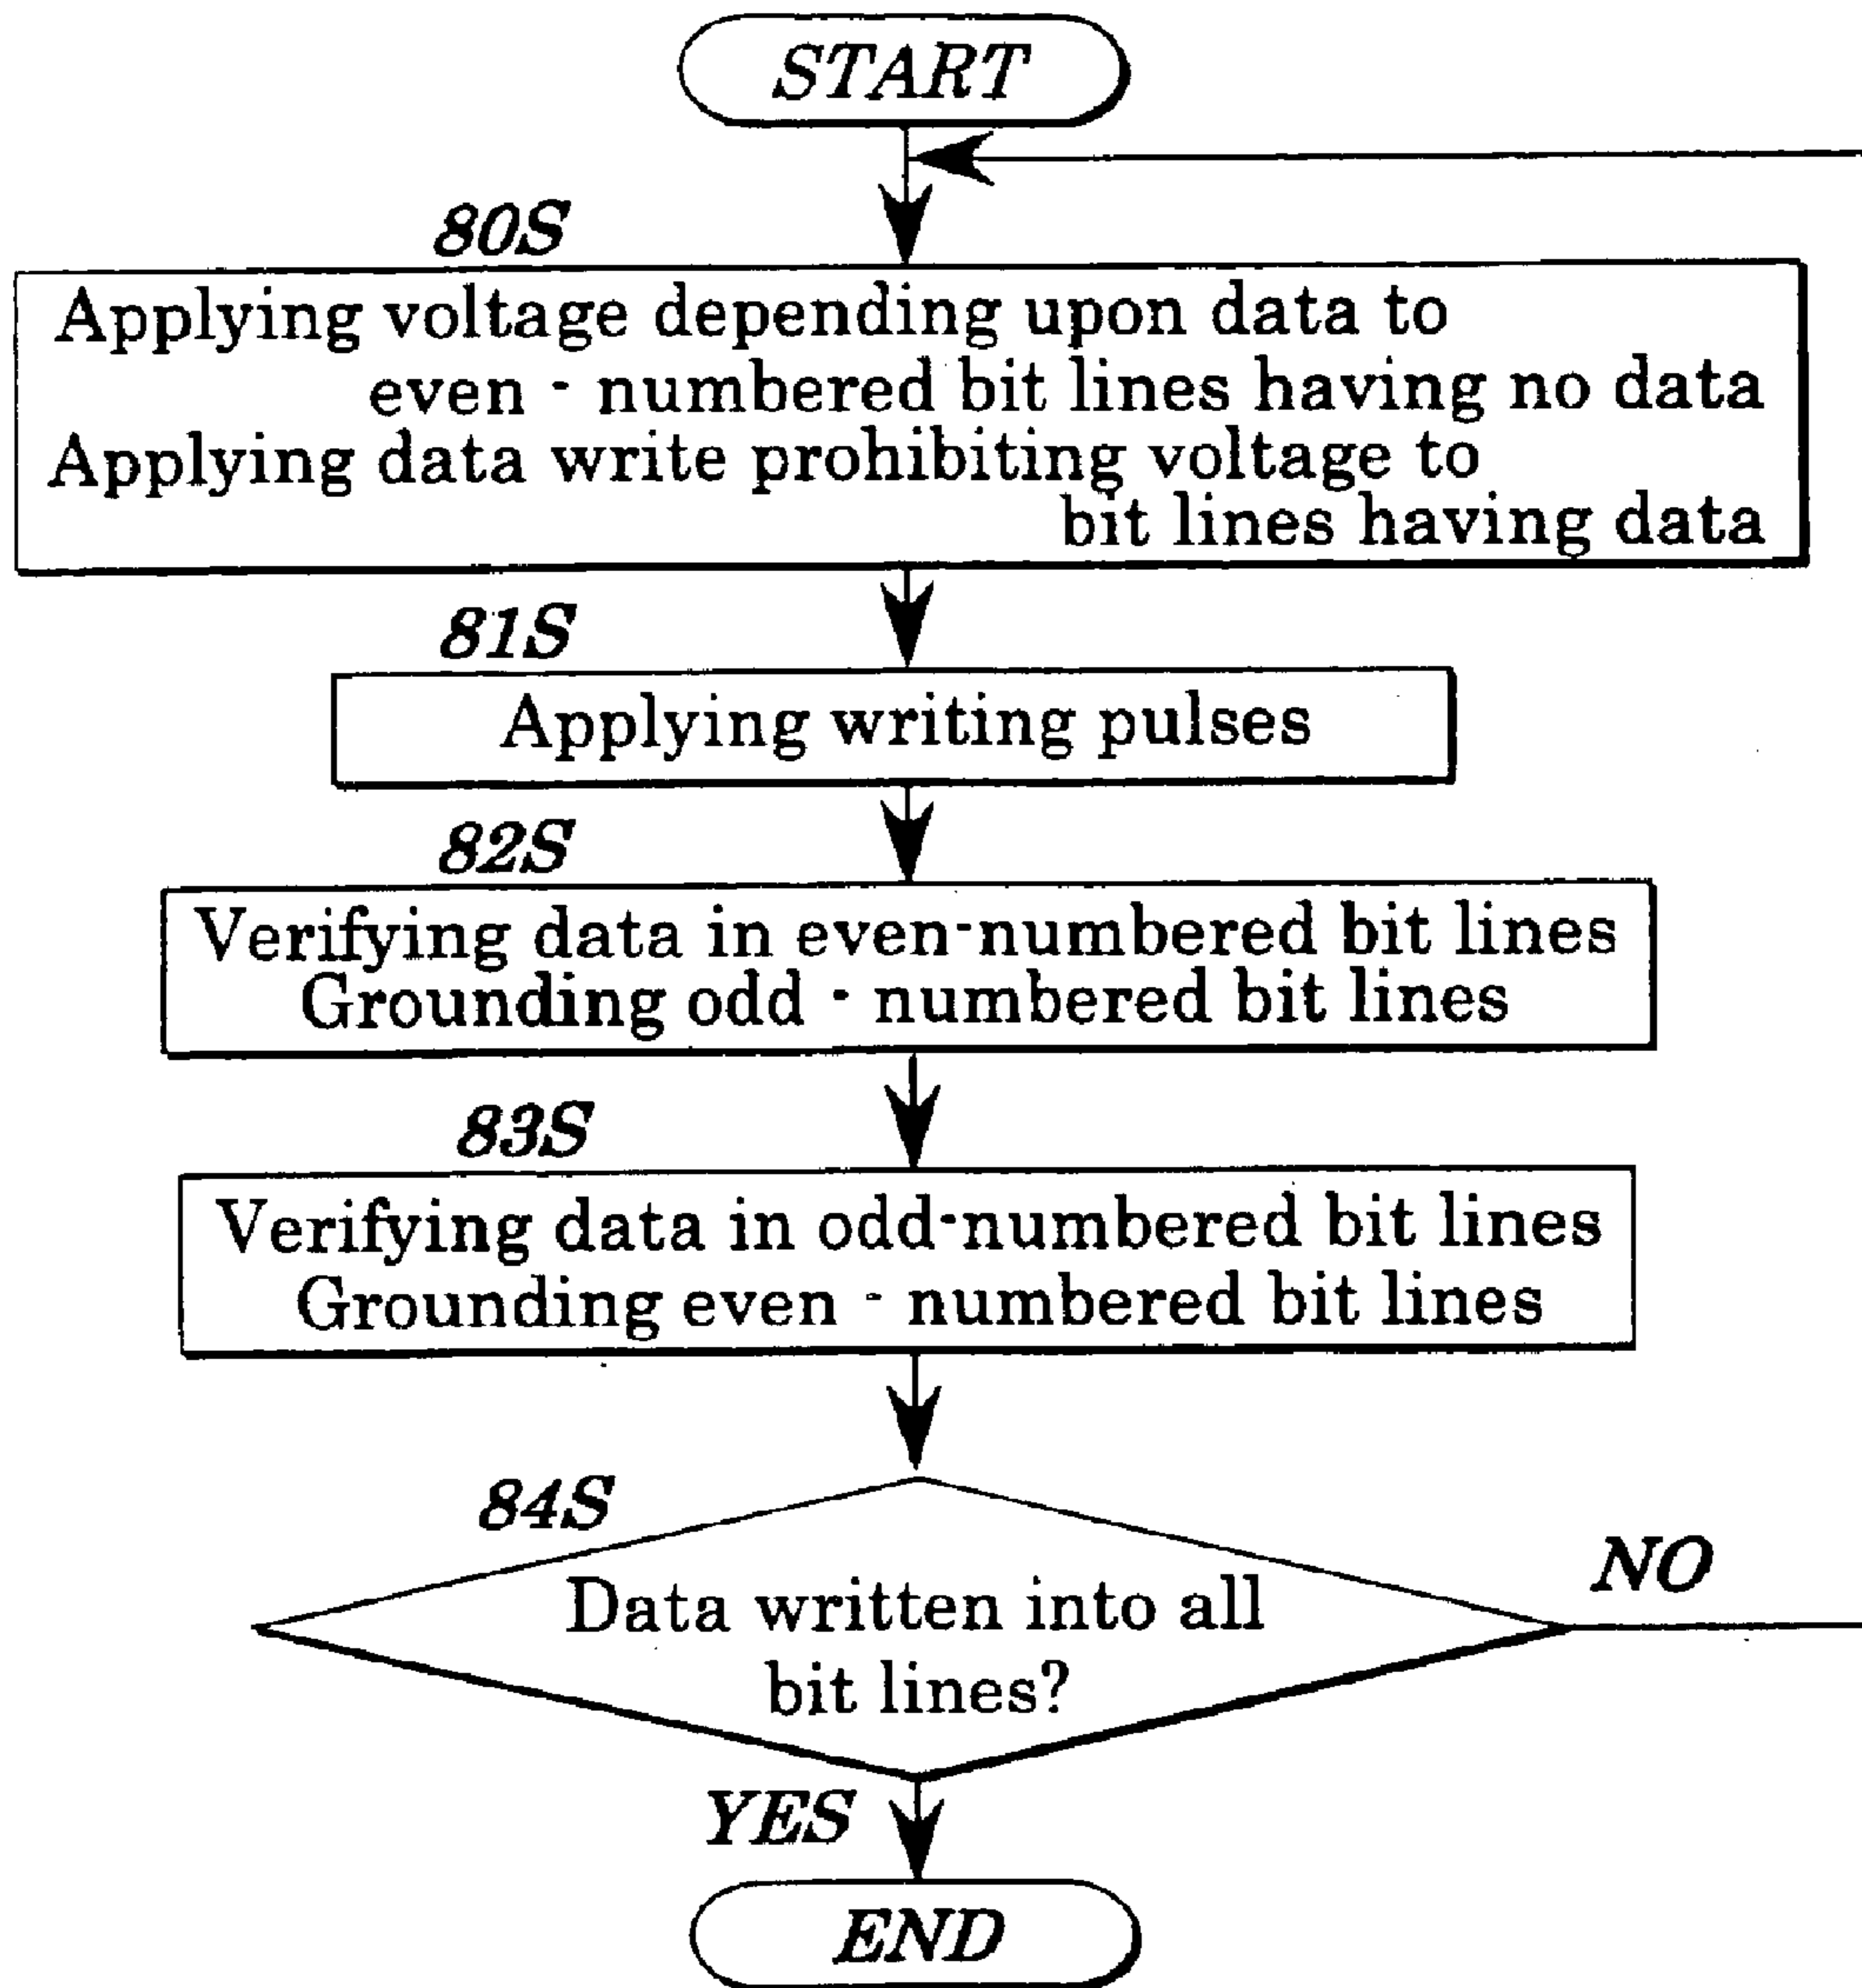 START
80S
Applying voltage depending upon data to
even - numbered bit lines having no data
Applying data write prohibiting voltage to
bit lines having data
81S
Applying writing pulses
82S
Verifying data in even-numbered bit lines
Grounding odd - numbered bit lines
83S
Verifying data in odd-numbered bit lines
Grounding even - numbered bit lines
84S
Data written into all
bit lines?
NO
YES
END